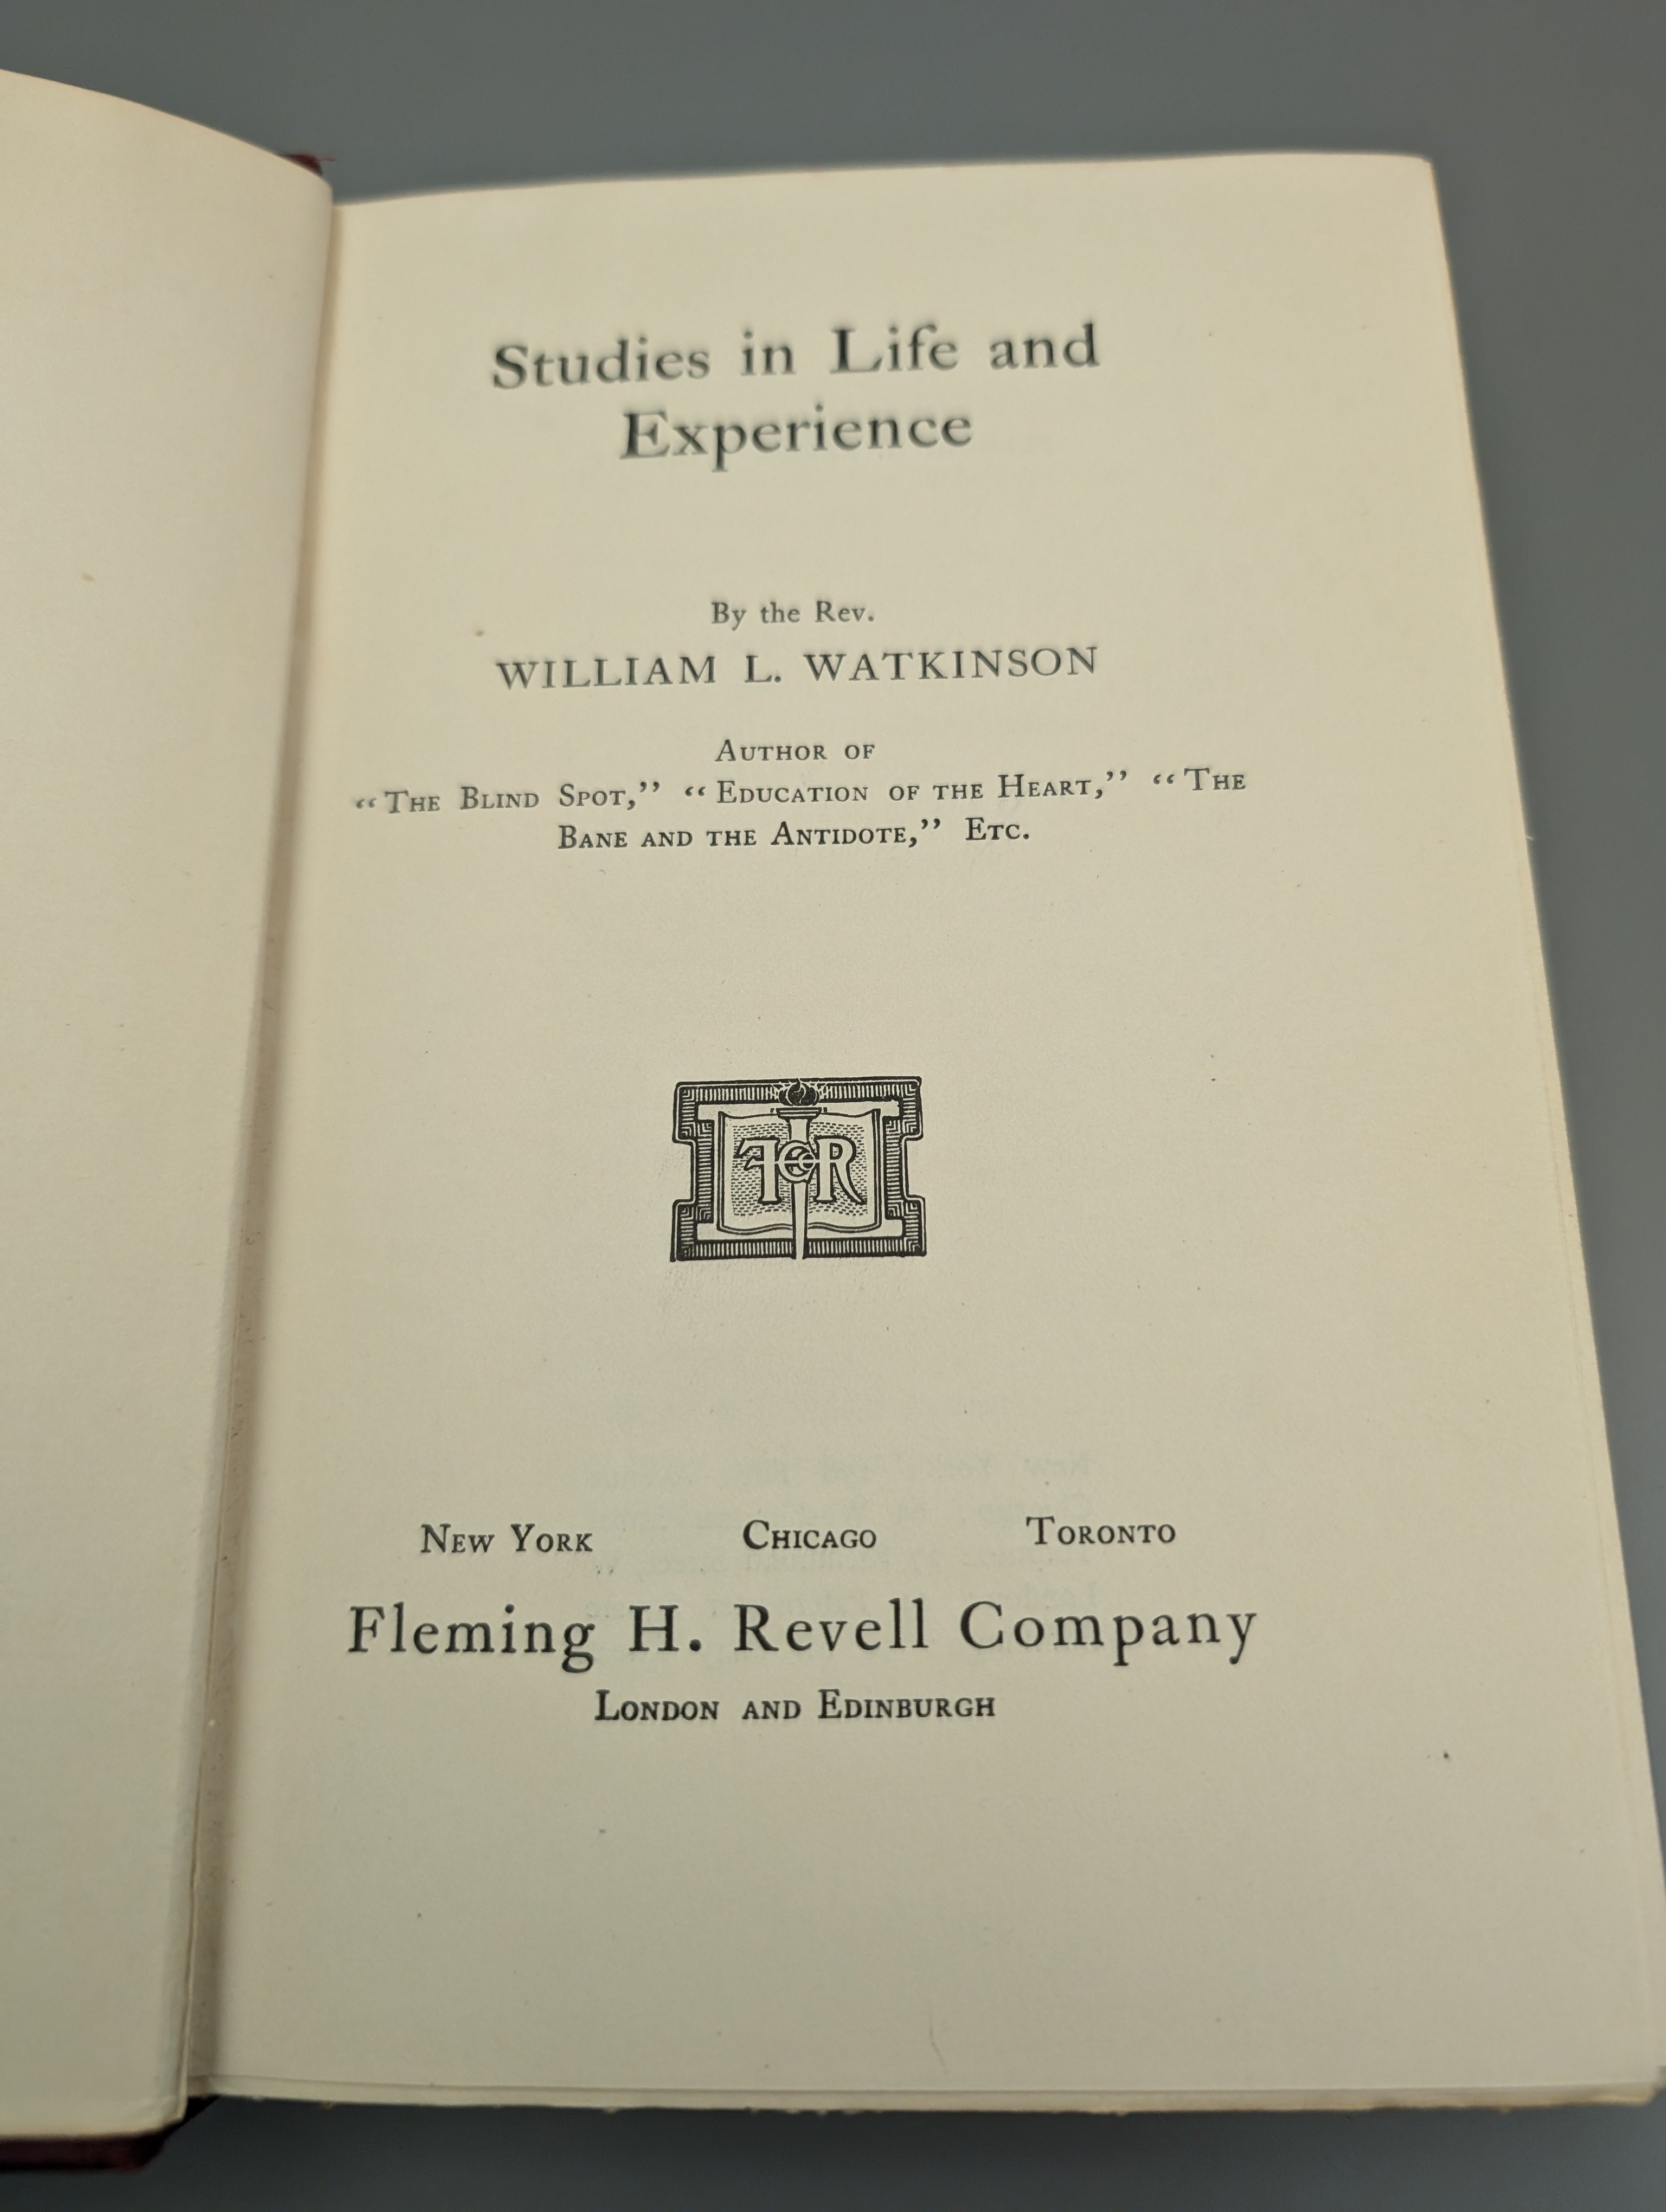 Studies in Life and
Experience
By the Rev.
WILLIAM L. WATKINSON
AUTHOR OF
“THE BLIND SPOT,” “EDUCATION OF THE HEART,” “THE
BANE AND THE ANTIDOTE,” ETC.
NEW YORK CHICAGO TORONTO
Fleming H. Revell Company
LONDON AND EDINBURGH